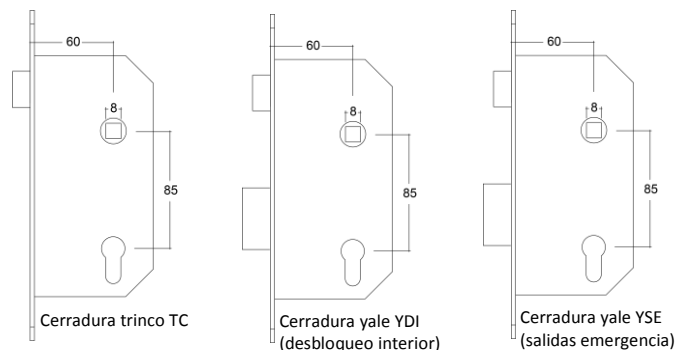 60
8
85
Cerradura trinco TC
60
8
85
Cerradura yale YDI
(desbloqueo interior)
60
8
85
Cerradura yale YSE
(salidas emergencia)